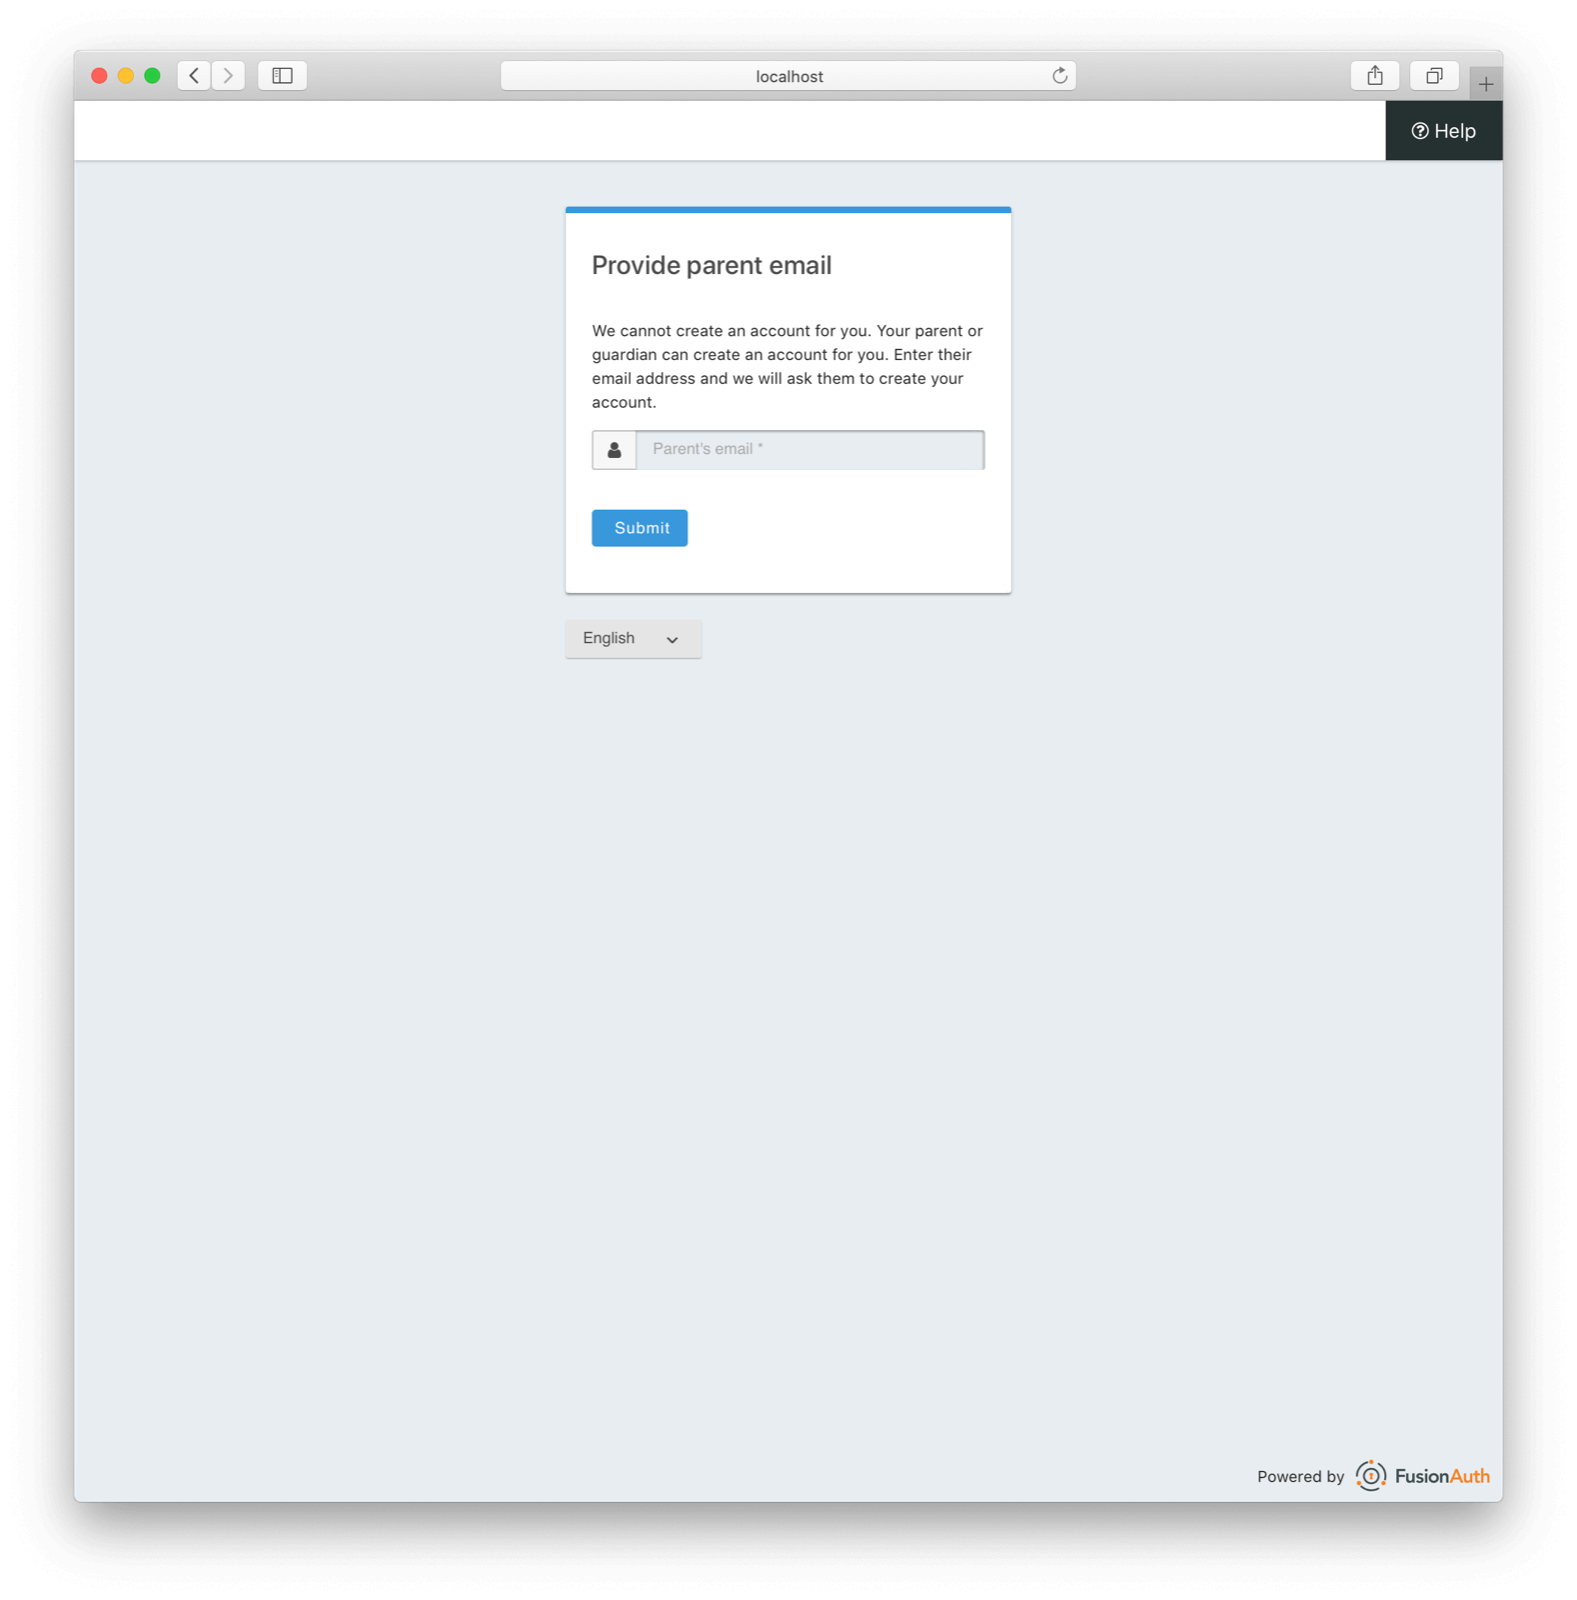 localhost
Help
Provide parent email
We cannot create an account for you. Your parent or
guardian can create an account for you. Enter their
email address and we will ask them to create your
account.
Parent's email *
Submit
English
Powered by FusionAuth